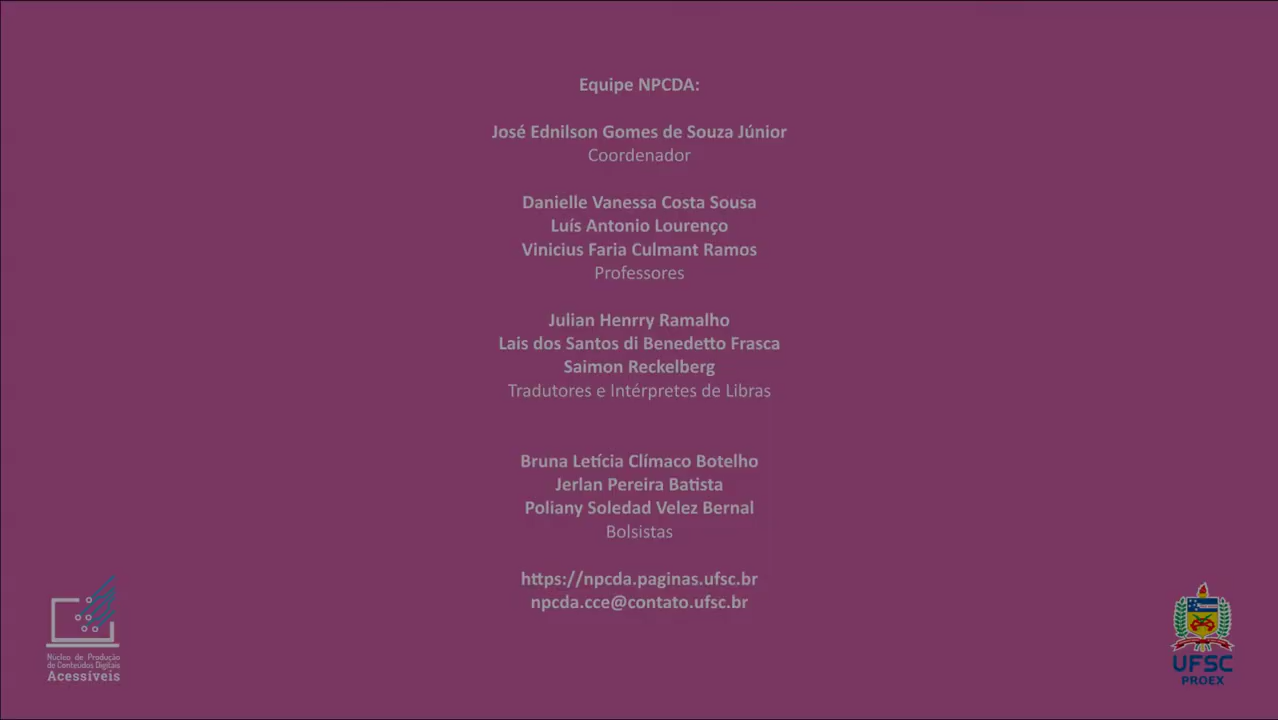 Equipe NPCDA:
José Ednilson Gomes de Souza Júnior
Coordenador
Danielle Vanessa Costa Sousa
Luís Antonio Lourenço
Vinicius Faria Culmant Ramos
Professores
Julian Henrry Ramalho
Lais dos Santos di Benedetto Frasca
Saimon Reckelberg
Tradutores e Intérpretes de Libras
Bruna Letícia Clímaco Botelho
Jerlan Pereira Batista
Poliany Soledad Velez Bernal
Bolsistas
https://npcda.paginas.ufsc.br
npcda.cce@contato.ufsc.br
Núcleo de Produção
de Conteúdos Digitais
Acessíveis
UFSC
PROEX